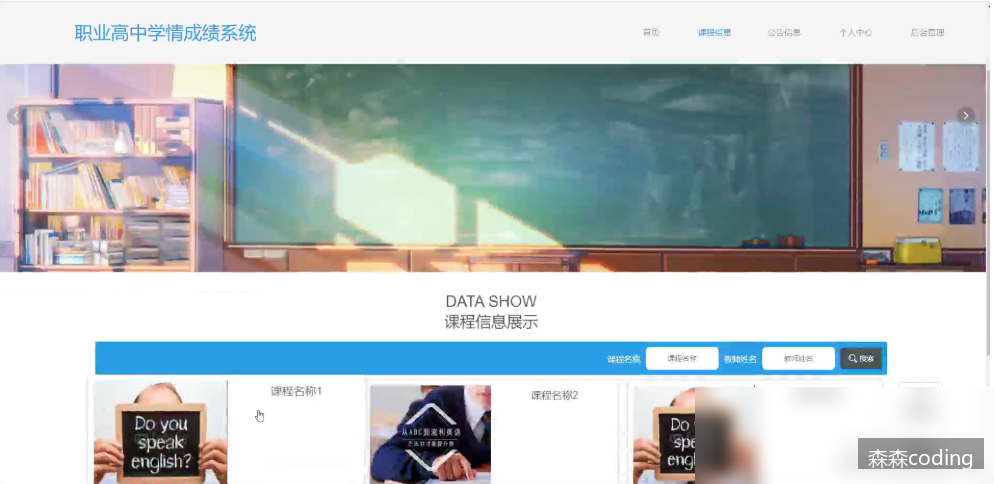 职业高中学情成绩系统
首页 课程信息 公告信息 个人中心 后台管理
DATA SHOW
课程信息展示
课程名称 课程名称 教师姓名 教师姓名 搜索
课程名称1
课程名称2
Do you
speak
english?
从ABC到流利英语
Do you
spe
engl
森森coding